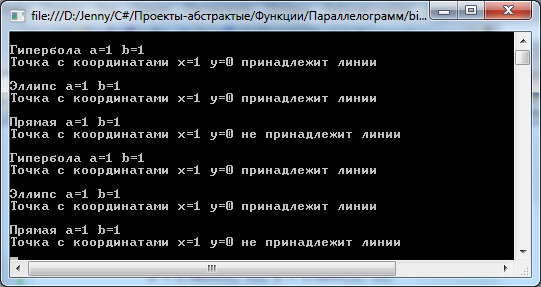 file:///D:/Jenny/C#/Проекты-абстрактые/Функции/Параллелограмм/bi...
Гипербола a=1 b=1
Точка с координатами x=1 y=0 принадлежит линии
Эллипс a=1 b=1
Точка с координатами x=1 y=0 принадлежит линии
Прямая a=1 b=1
Точка с координатами x=1 y=0 не принадлежит линии
Гипербола a=1 b=1
Точка с координатами x=1 y=0 принадлежит линии
Эллипс a=1 b=1
Точка с координатами x=1 y=0 принадлежит линии
Прямая a=1 b=1
Точка с координатами x=1 y=0 не принадлежит линии